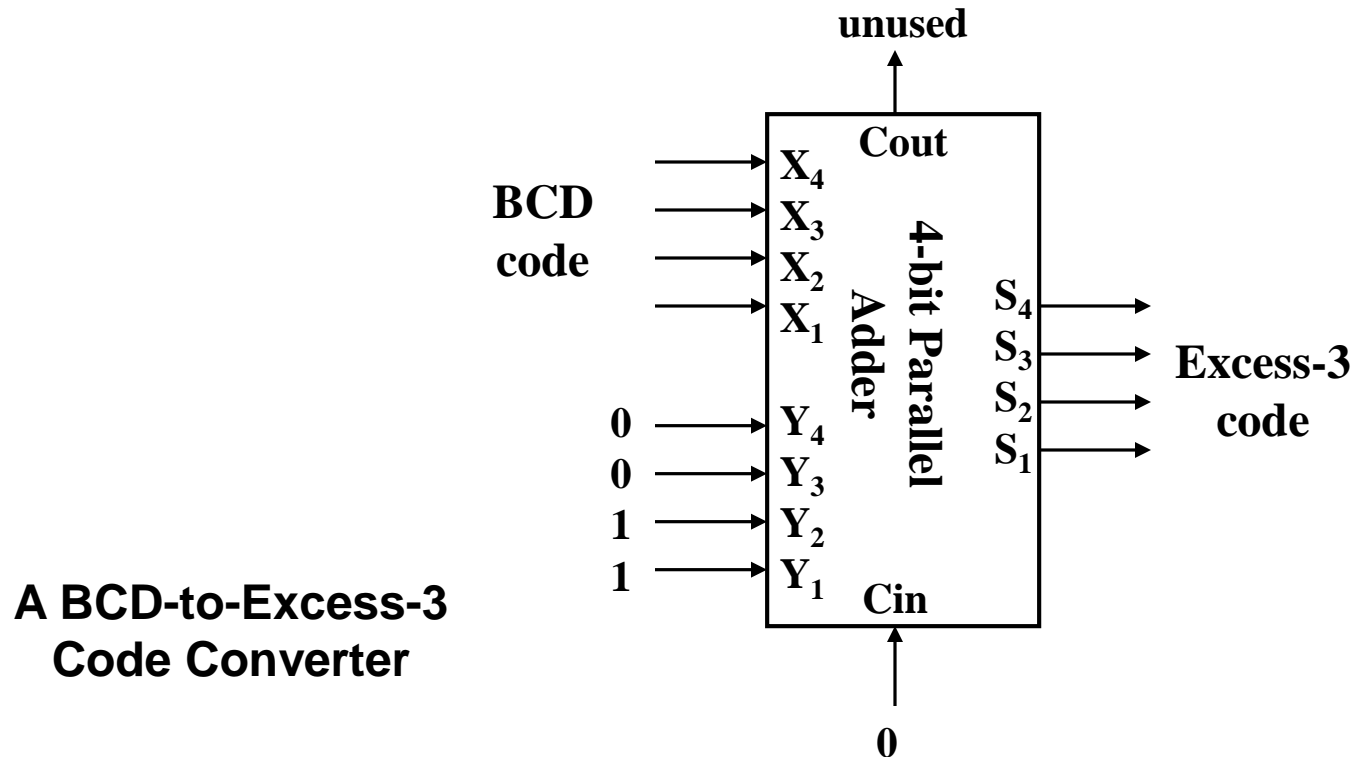 unused
Cout
BCD
code
X₄
X₃
X₂
X₁
4-bit Parallel
Adder
S₄
S₃
S₂
S₁
Excess-3
code
0
0
1
1
Y₄
Y₃
Y₂
Y₁
Cin
0
A BCD-to-Excess-3
Code Converter